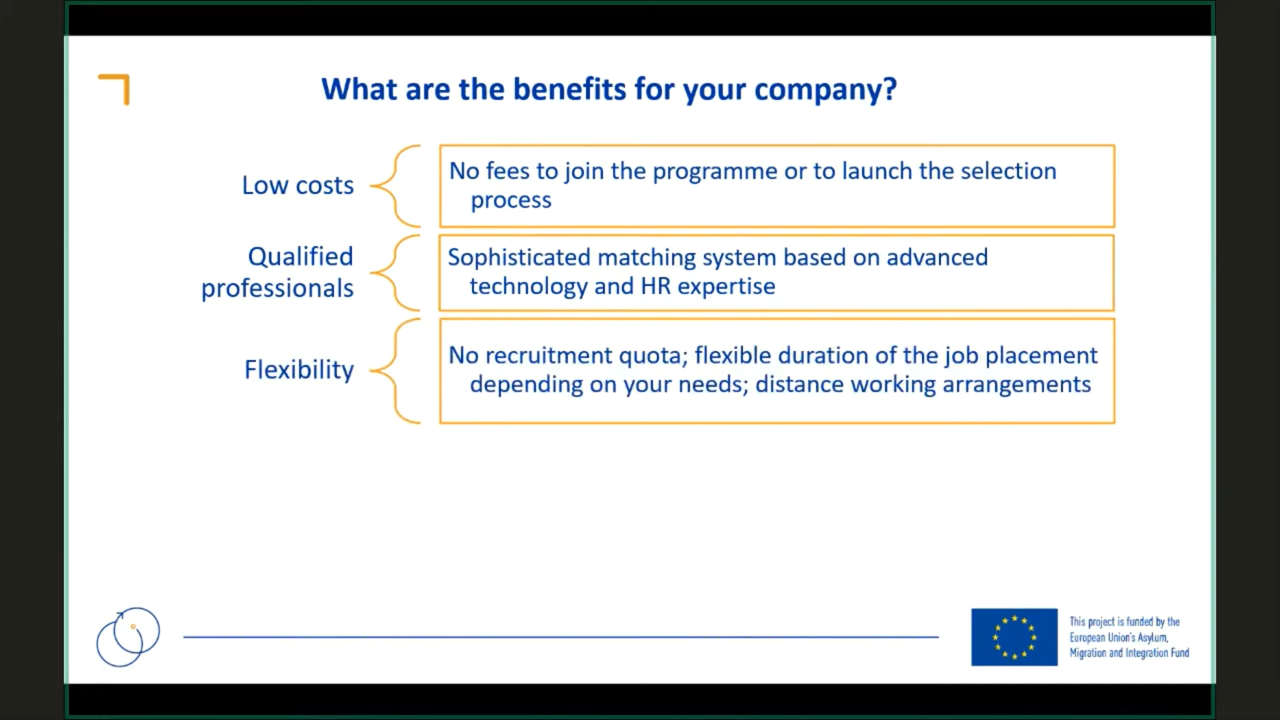 What are the benefits for your company?
Low costs
No fees to join the programme or to launch the selection
process
Qualified
professionals
Sophisticated matching system based on advanced
technology and HR expertise
Flexibility
No recruitment quota; flexible duration of the job placement
depending on your needs; distance working arrangements
This project is funded by the
European Union's Asylum,
Migration and Integration Fund